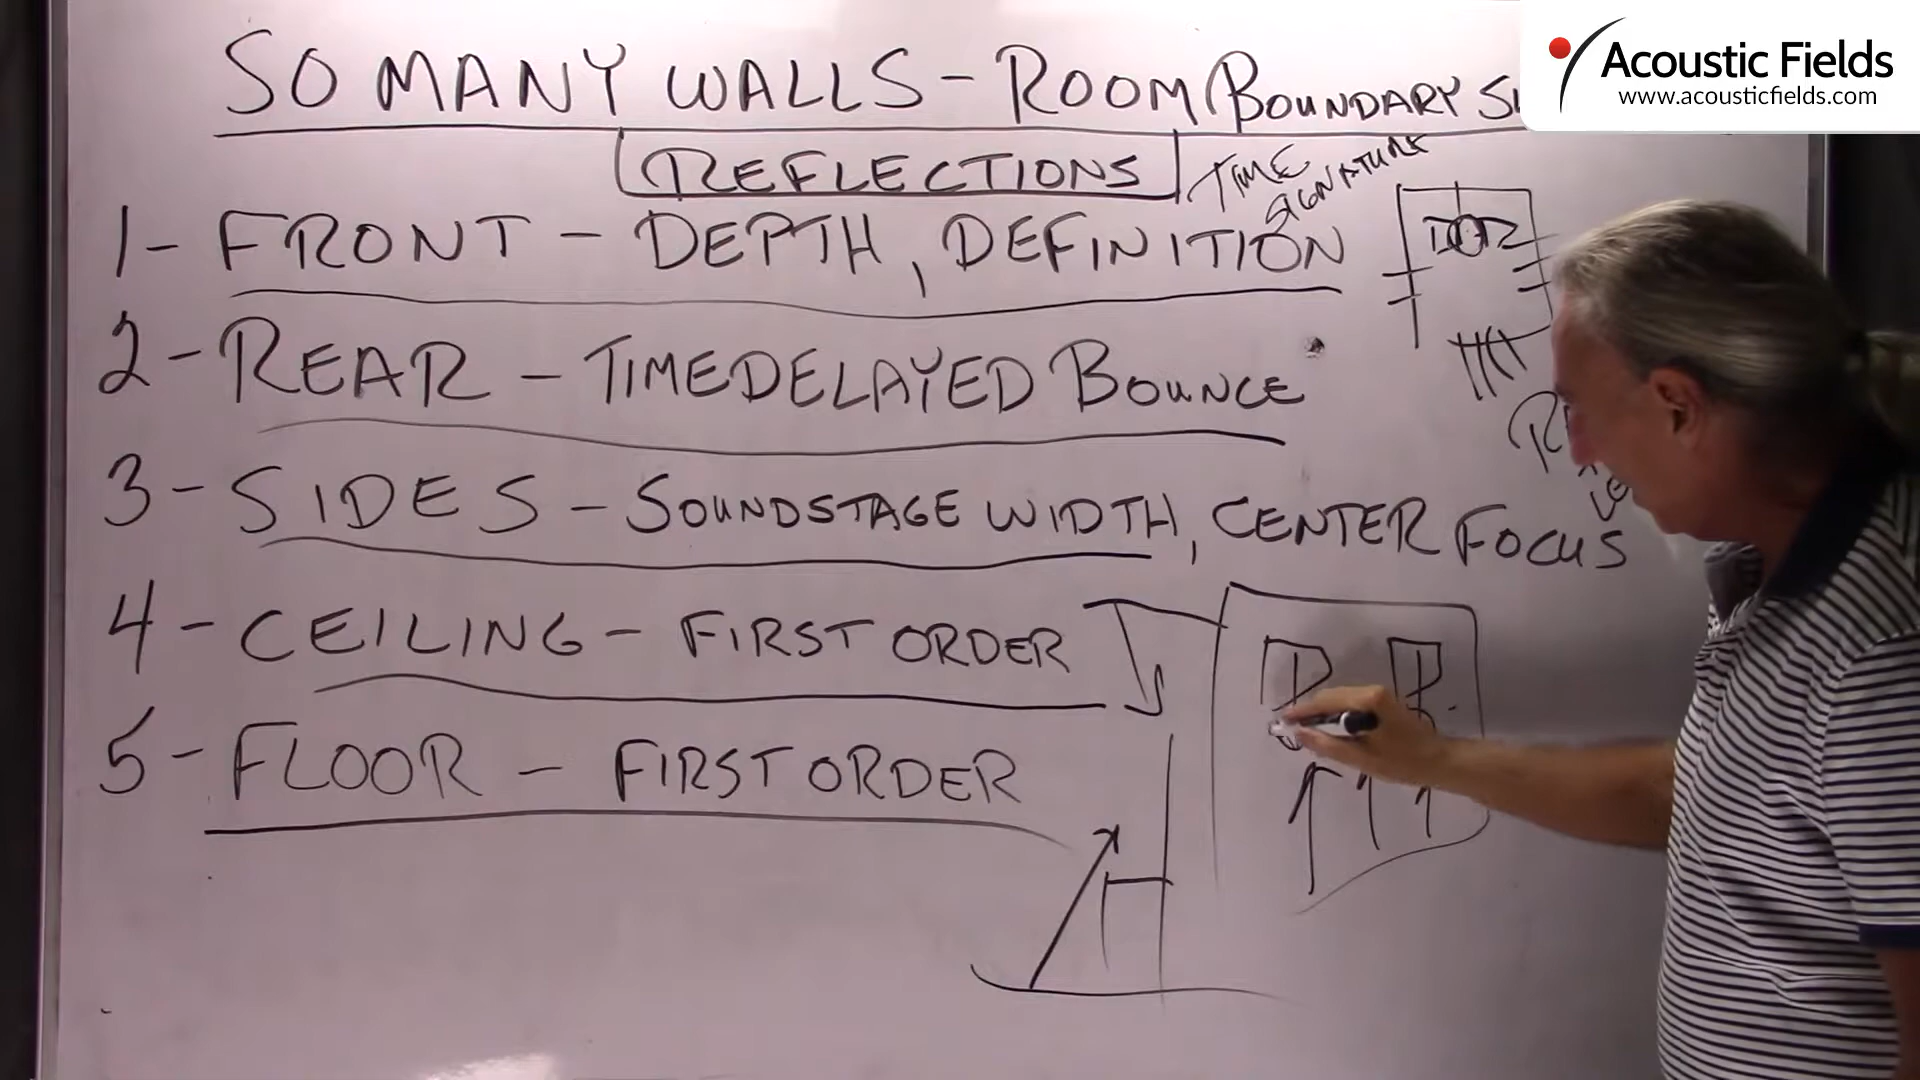 SO MANY WALLS - ROOM BOUNDARY
REFLECTIONS
TIME
SIGNATURE
1- FRONT - DEPTH, DEFINITION
2- REAR - TIMEDELAYED BOUNCE
3- SIDES - SOUNDSTAGE WIDTH, CENTER FOCUS
4- CEILING - FIRST ORDER
5- FLOOR - FIRST ORDER
Acoustic Fields
www.acousticfields.com